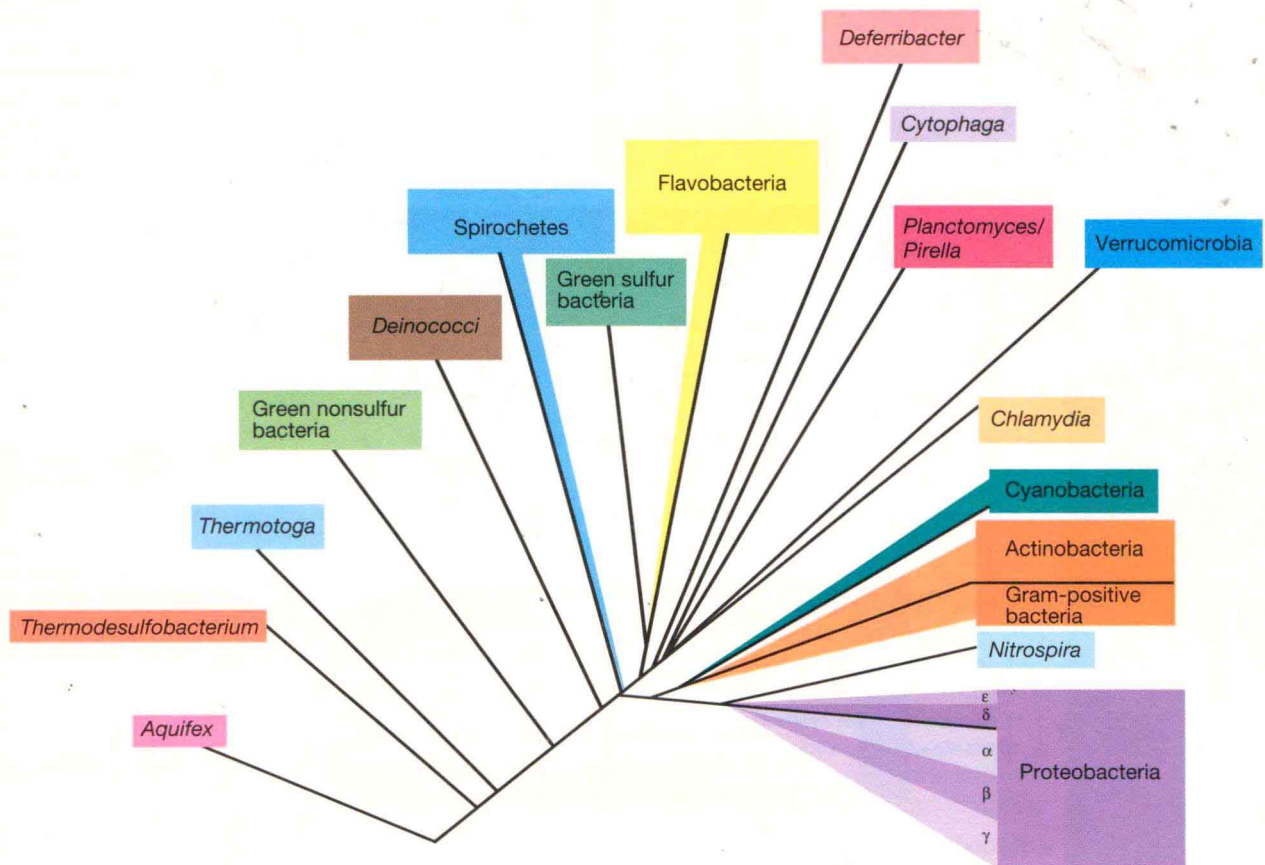 Deferribacter
Cytophaga
Flavobacteria
Planctomyces/
Pirella
Spirochetes
Verrucomicrobia
Green sulfur
bacteria
Deinococci
Green nonsulfur
bacteria
Chlamydia
Cyanobacteria
Thermotoga
Actinobacteria
Gram-positive
bacteria
Thermodesulfobacterium
Nitrospira
Aquifex
ε
δ
α
Proteobacteria
β
γ